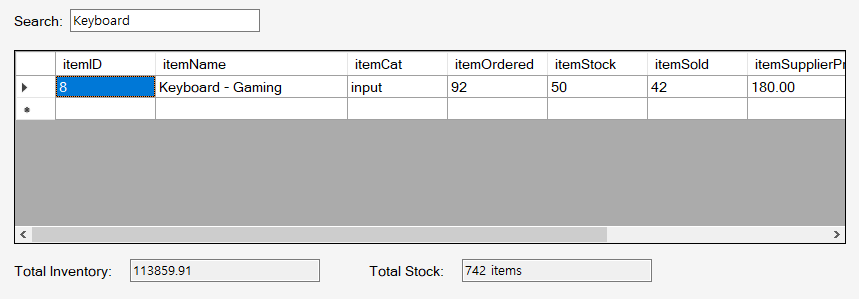 Search: Keyboard
itemID itemName itemCat itemOrdered itemStock itemSold itemSupplierPr
8 Keyboard - Gaming input 92 50 42 180.00
Total Inventory: 113859.91 Total Stock: 742 items